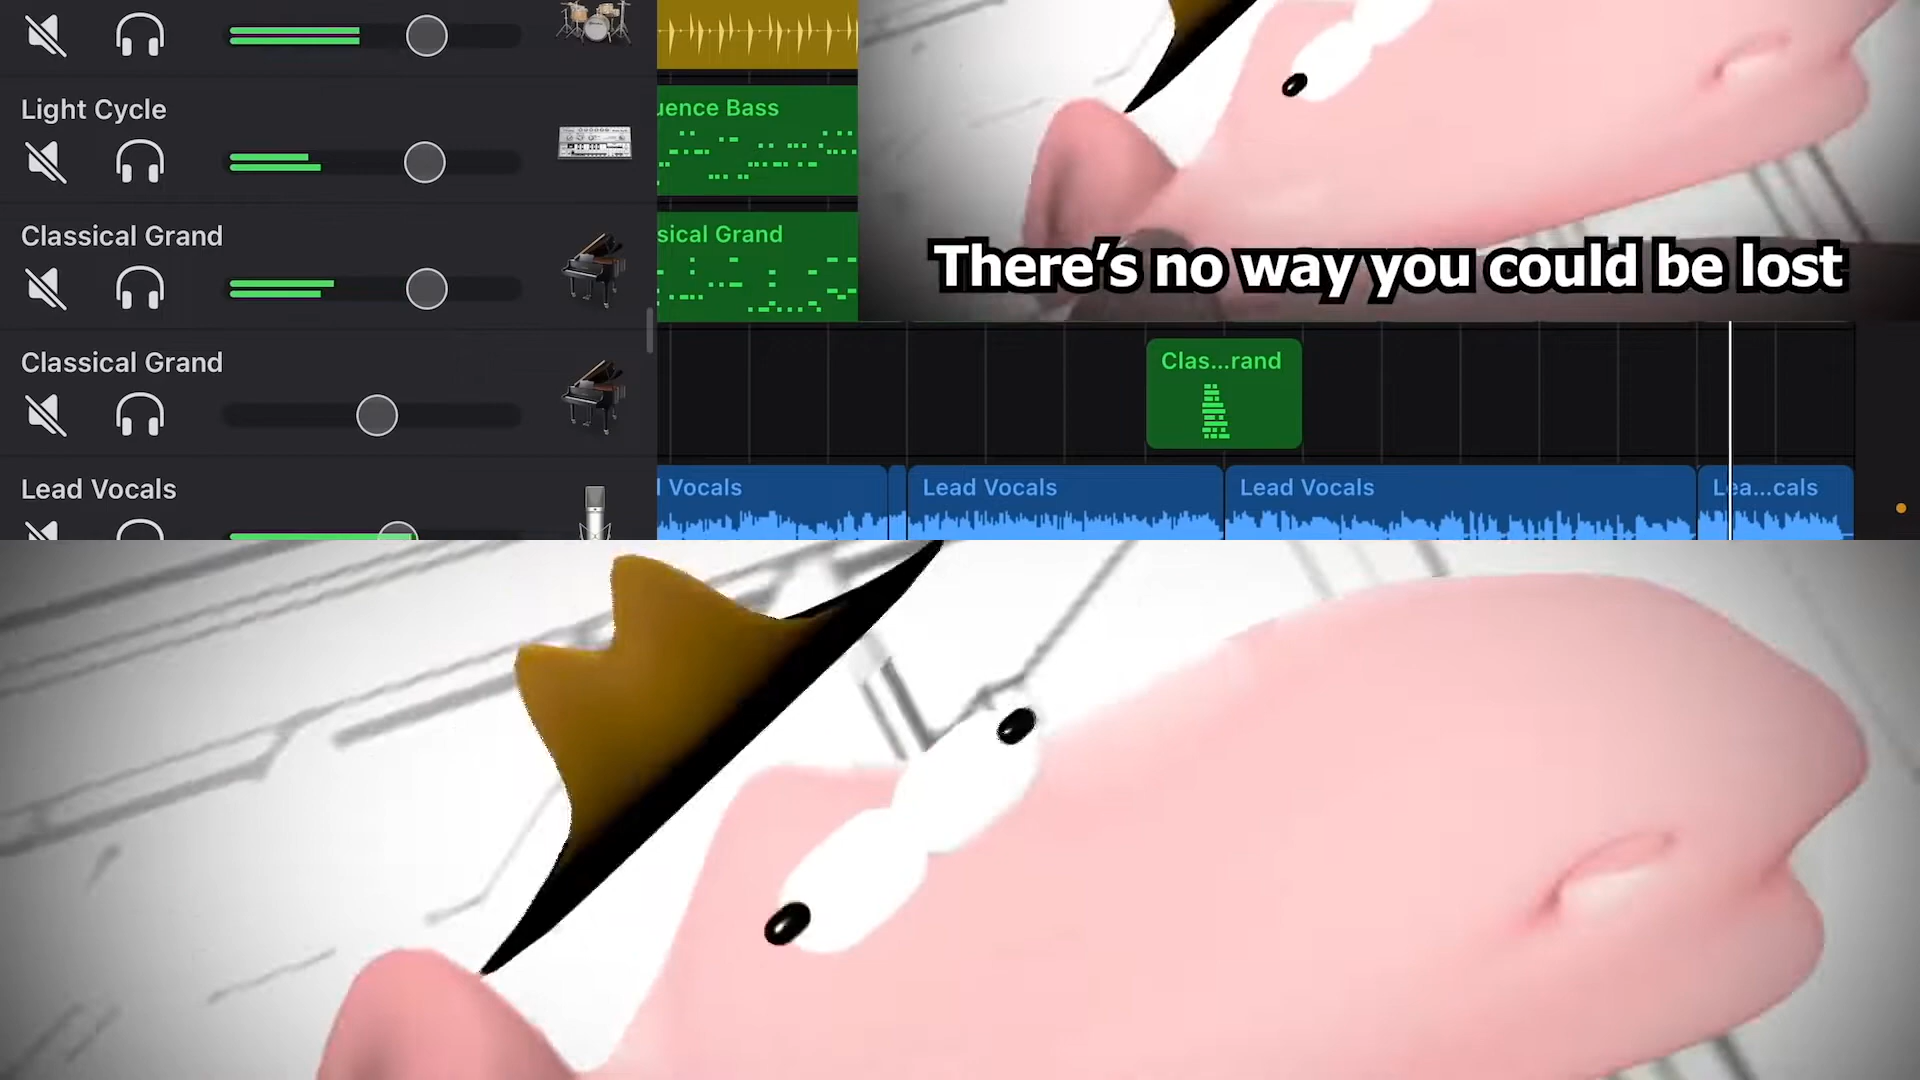 Light Cycle
uence Bass
Classical Grand
sical Grand
There's no way you could be lost
Classical Grand
Clas...rand
Lead Vocals
l Vocals
Lead Vocals
Lead Vocals
Lea...cals